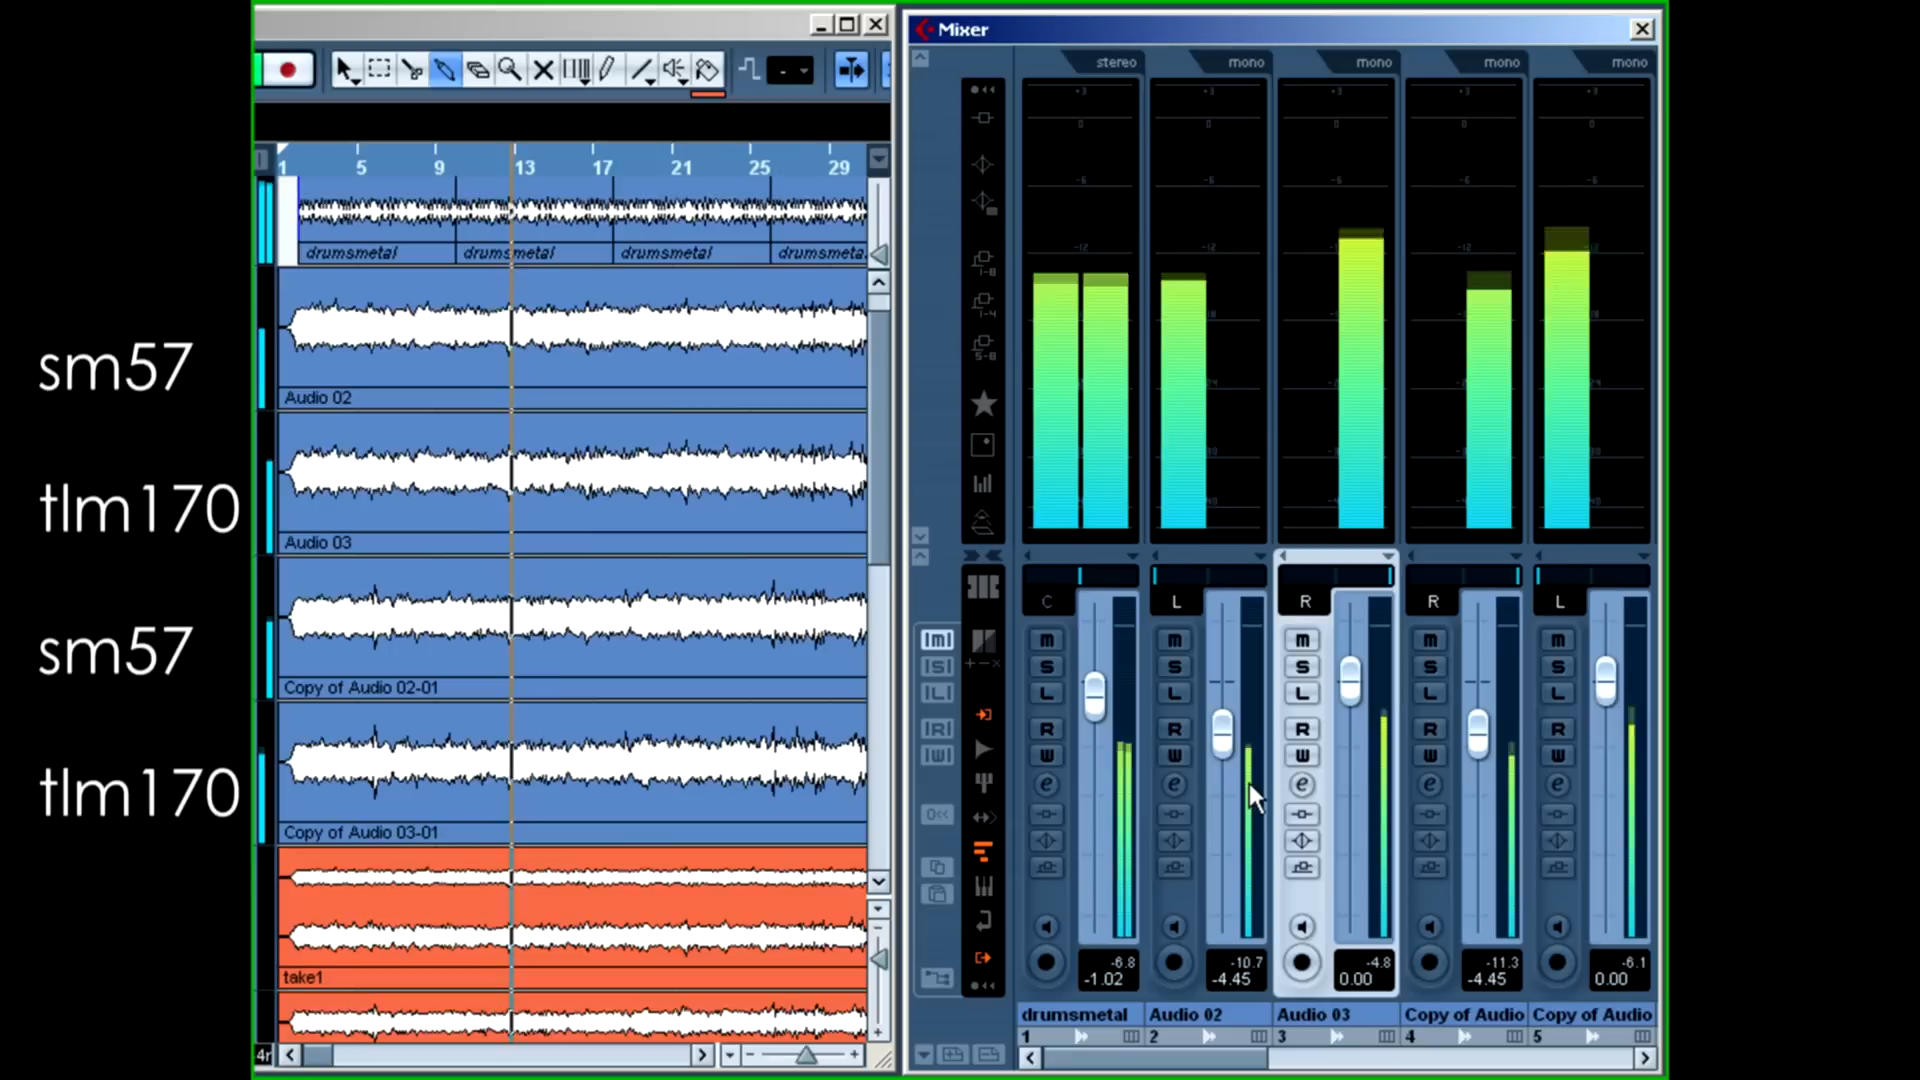 Mixer
stereo
mono
mono
mono
mono
1 5 9 13 17 21 25 29
drumsmetal
drumsmetal
drumsmetal
drumsmeta
sm57
Audio 02
tlm170
Audio 03
sm57
Copy of Audio 02-01
tlm170
Copy of Audio 03-01
take1
C
L
R
R
L
m m m m m
S S S S S
L L L L L
R R R R R
W W W W W
e e e e e
-6.8
-1.02
-10.7
-4.45
-4.8
0.00
-11.3
-4.45
-6.1
0.00
drumsmetal
Audio 02
Audio 03
Copy of Audio
Copy of Audio
1 2 3 4 5